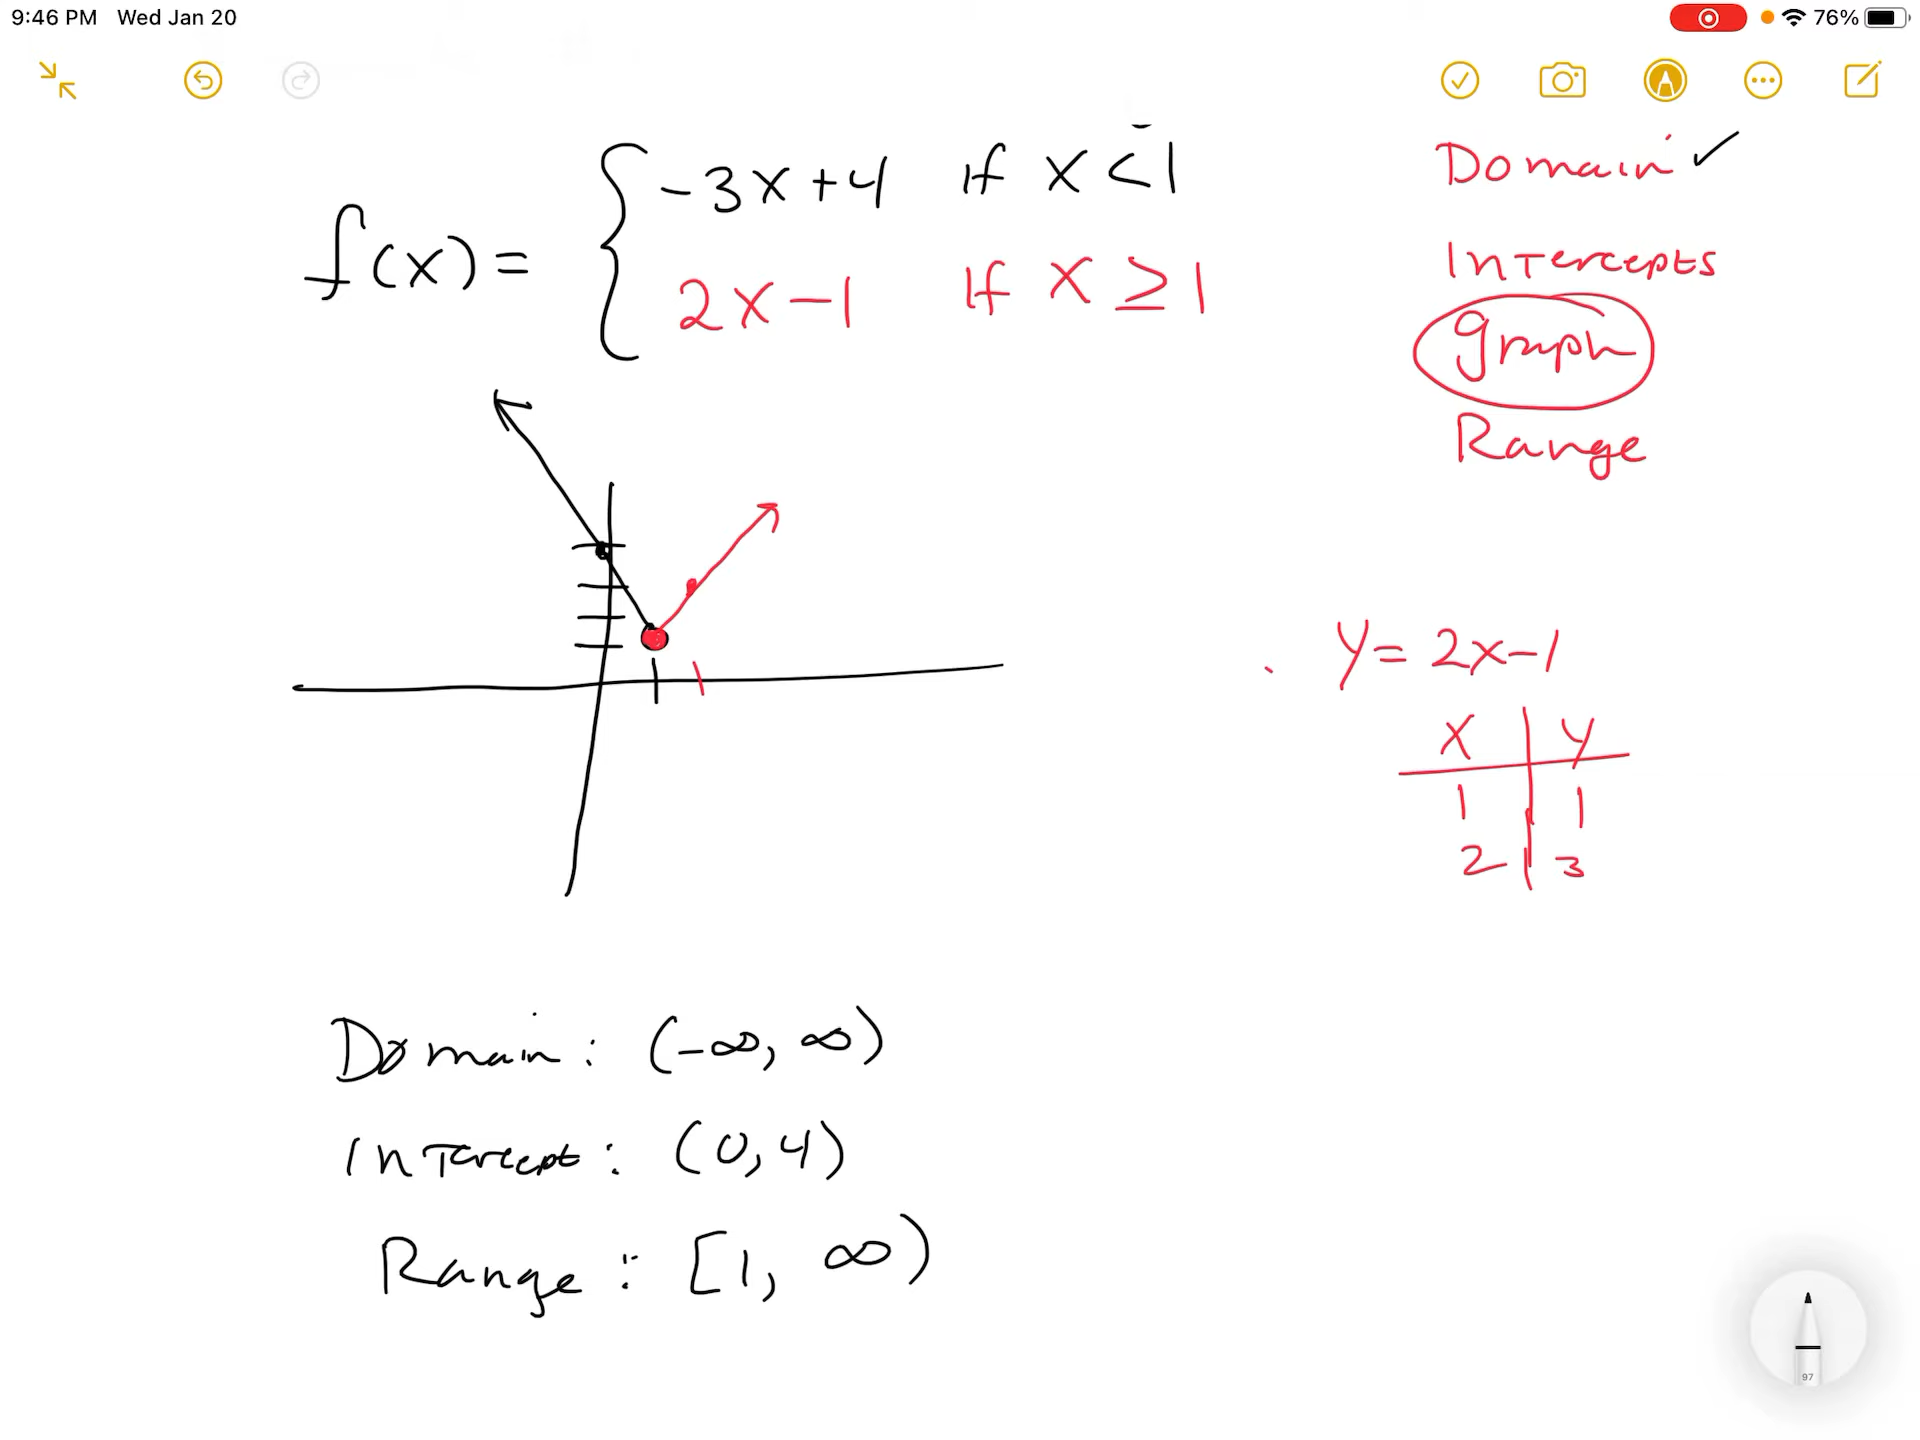 9:46 PM Wed Jan 20
76%
f(x) = { -3x+4 if x < 1
2x-1 if x ≥ 1
Domain ✓
Intercepts
graph
Range
y = 2x-1
x | y
1 | 1
2 | 3
Domain: (-∞, ∞)
Intercept: (0,4)
Range: [1, ∞)
97